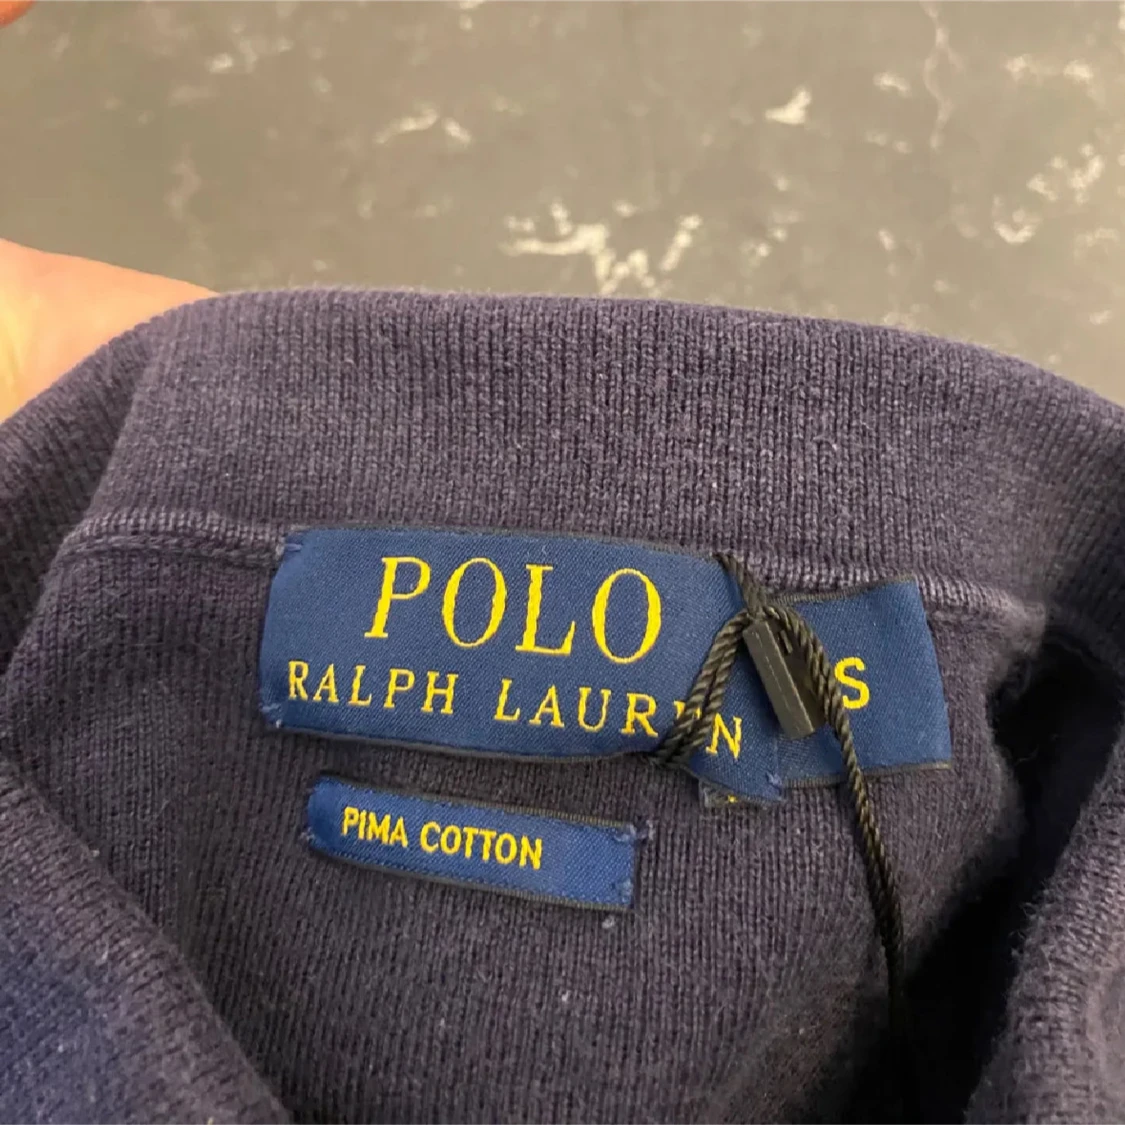 POLO
RALPH LAUREN
S
PIMA COTTON